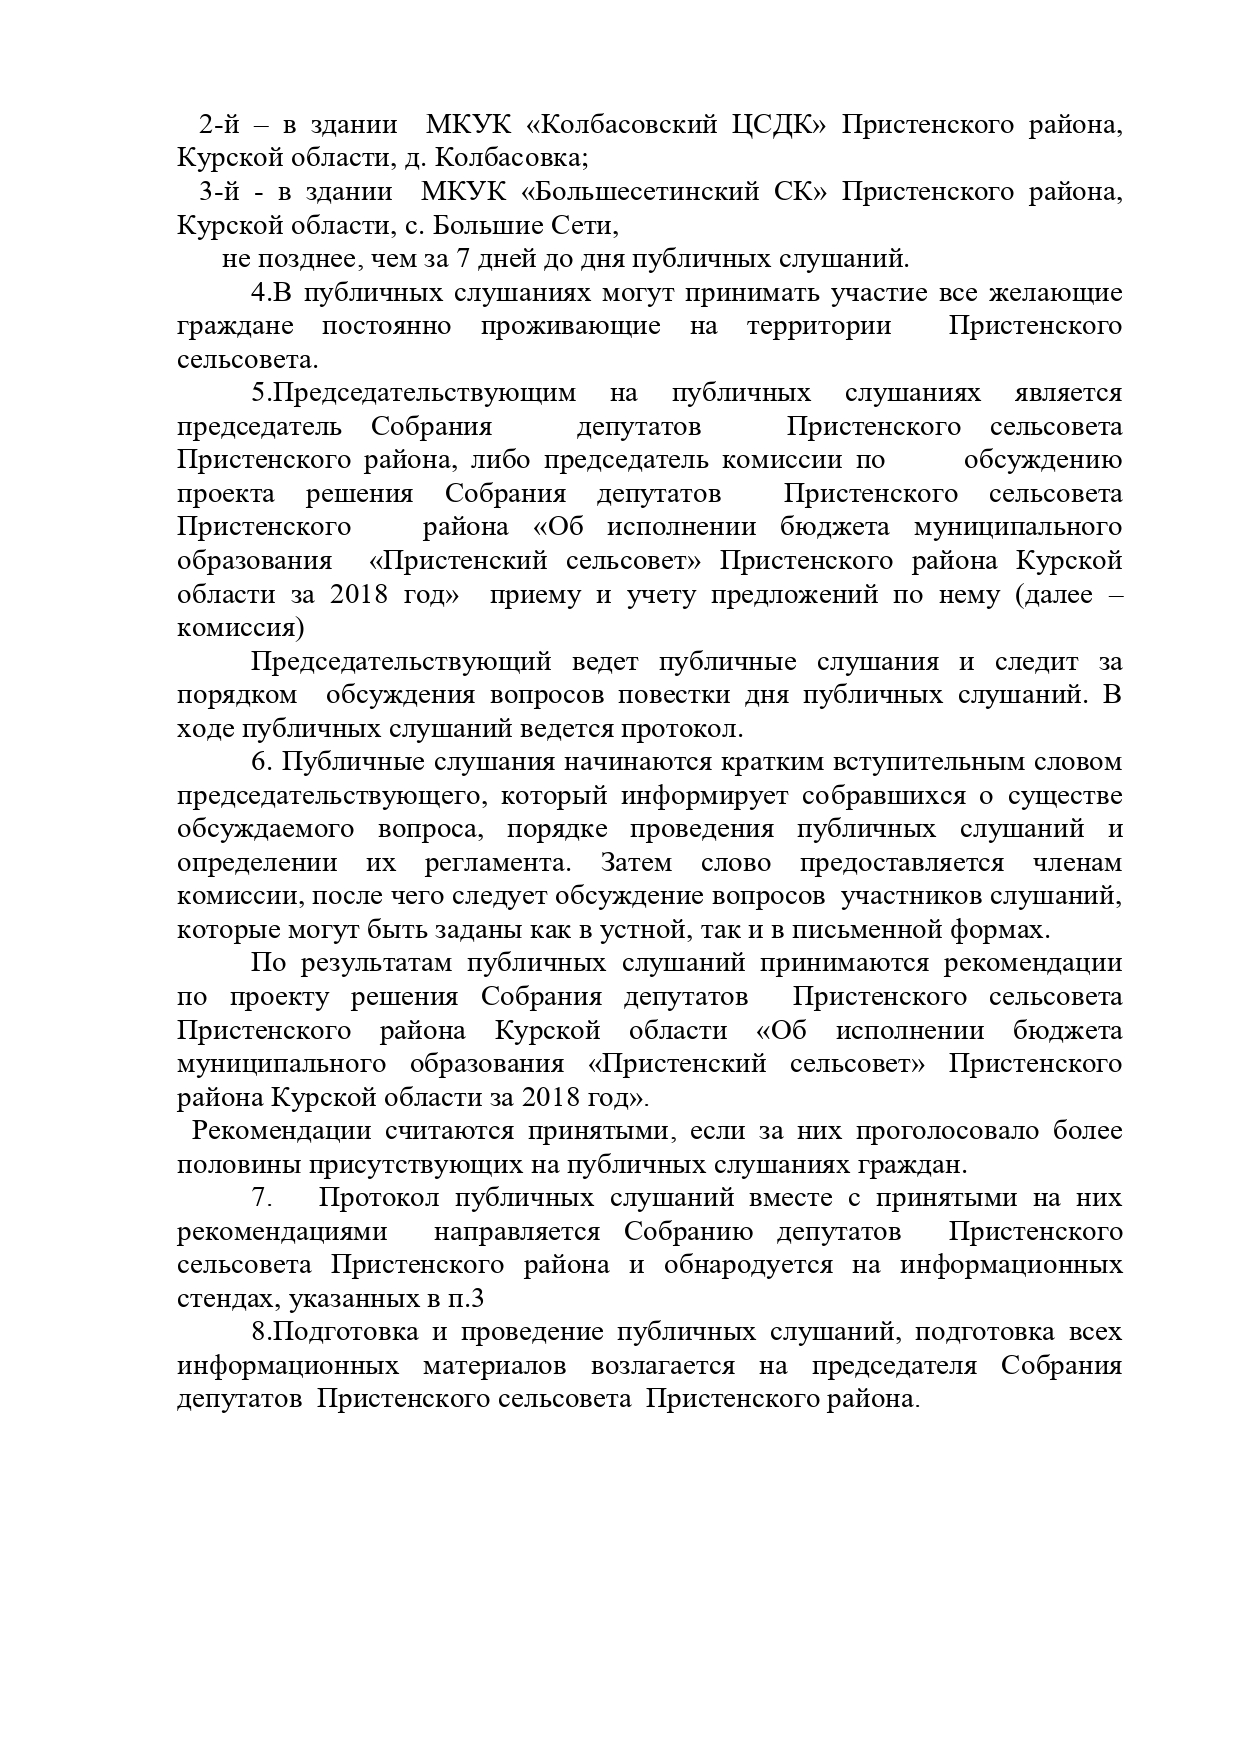 2-й – в здании МКУК «Колбасовский ЦСДК» Пристенского района,
Курской области, д. Колбасовка;
3-й - в здании МКУК «Большесетинский СК» Пристенского района,
Курской области, с. Большие Сети,
не позднее, чем за 7 дней до дня публичных слушаний.
4.В публичных слушаниях могут принимать участие все желающие
граждане постоянно проживающие на территории Пристенского
сельсовета.
5.Председательствующим на публичных слушаниях является
председатель Собрания депутатов Пристенского сельсовета
Пристенского района, либо председатель комиссии по обсуждению
проекта решения Собрания депутатов Пристенского сельсовета
Пристенского района «Об исполнении бюджета муниципального
образования «Пристенский сельсовет» Пристенского района Курской
области за 2018 год» приему и учету предложений по нему (далее –
комиссия)
Председательствующий ведет публичные слушания и следит за
порядком обсуждения вопросов повестки дня публичных слушаний. В
ходе публичных слушаний ведется протокол.
6. Публичные слушания начинаются кратким вступительным словом
председательствующего, который информирует собравшихся о существе
обсуждаемого вопроса, порядке проведения публичных слушаний и
определении их регламента. Затем слово предоставляется членам
комиссии, после чего следует обсуждение вопросов участников слушаний,
которые могут быть заданы как в устной, так и в письменной формах.
По результатам публичных слушаний принимаются рекомендации
по проекту решения Собрания депутатов Пристенского сельсовета
Пристенского района Курской области «Об исполнении бюджета
муниципального образования «Пристенский сельсовет» Пристенского
района Курской области за 2018 год».
Рекомендации считаются принятыми, если за них проголосовало более
половины присутствующих на публичных слушаниях граждан.
7. Протокол публичных слушаний вместе с принятыми на них
рекомендациями направляется Собранию депутатов Пристенского
сельсовета Пристенского района и обнародуется на информационных
стендах, указанных в п.3
8.Подготовка и проведение публичных слушаний, подготовка всех
информационных материалов возлагается на председателя Собрания
депутатов Пристенского сельсовета Пристенского района.